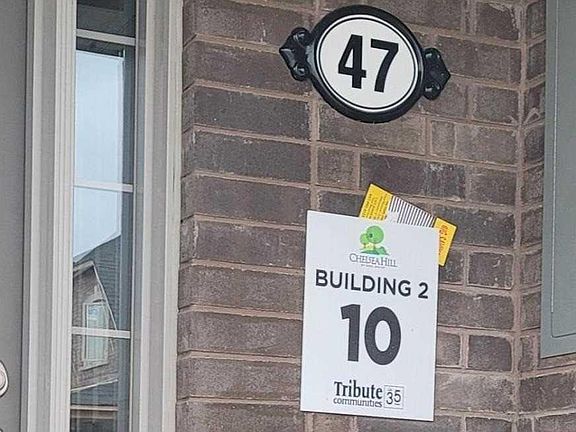 47
CHELSEA HILL
BUILDING 2
10
Tribute
communities 35